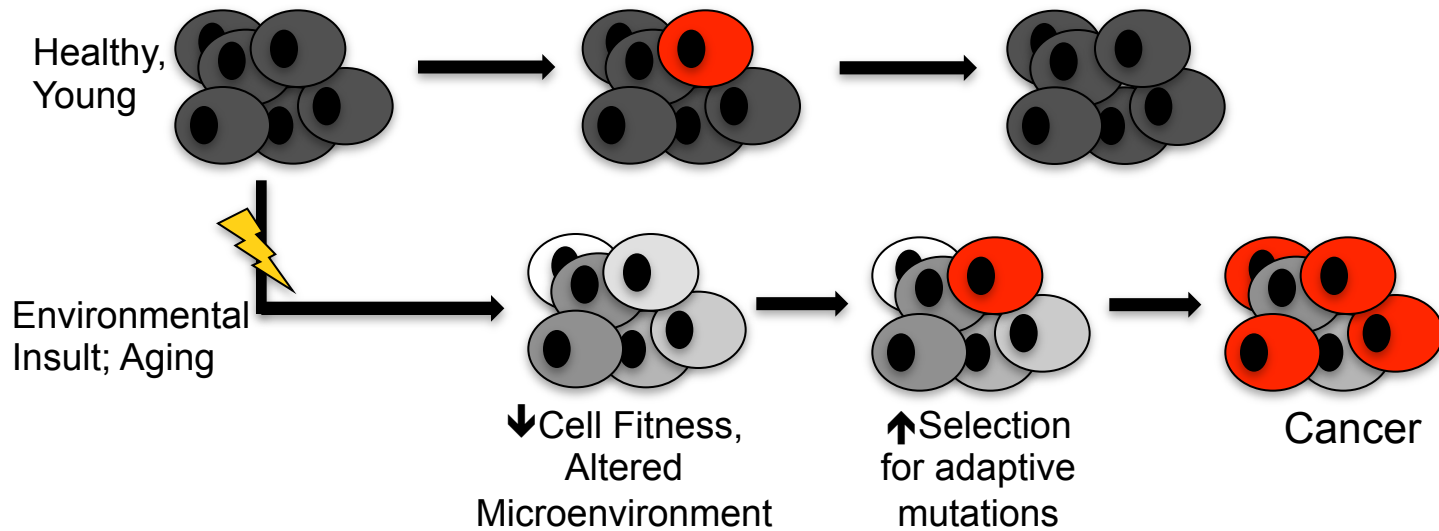 Healthy,
Young
Environmental
Insult; Aging
↓Cell Fitness,
Altered
Microenvironment
↑Selection
for adaptive
mutations
Cancer